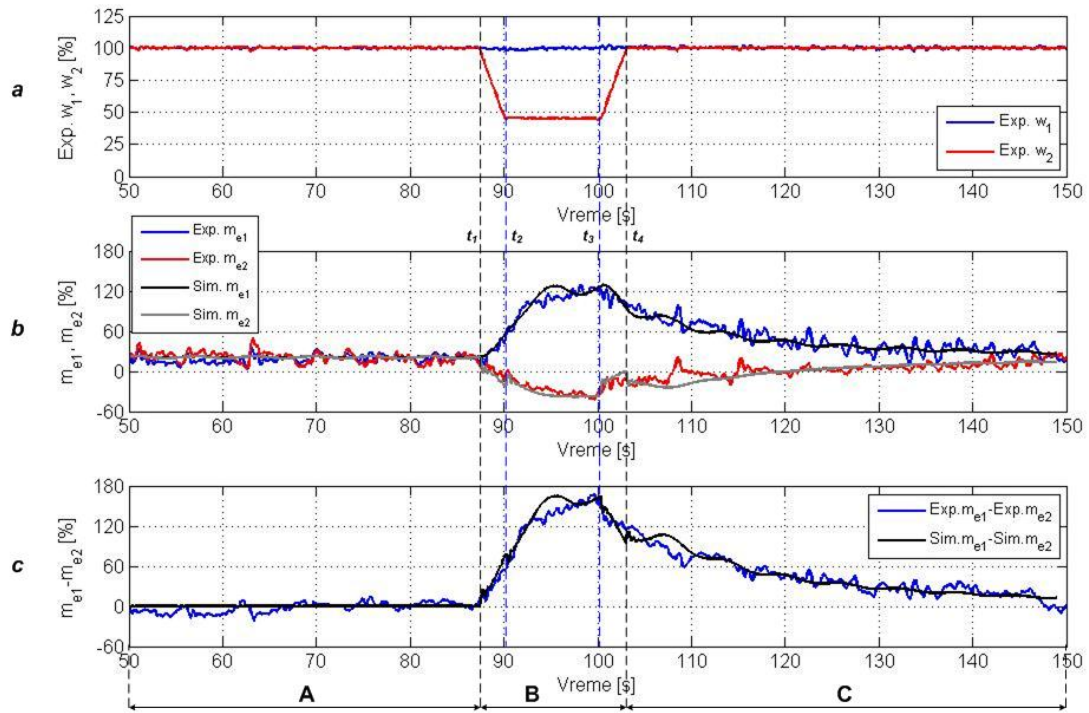 a
Exp. w1, w2 [%]
125
100
75
50
25
0
Exp. w1
Exp. w2
50 60 70 80 90 100 110 120 130 140 150
Vreme [s]
t1 t2 t3 t4
b
me1, me2 [%]
180
120
60
0
-60
Exp. me1
Exp. me2
Sim. me1
Sim. me2
50 60 70 80 90 100 110 120 130 140 150
Vreme [s]
c
me1-me2 [%]
180
120
60
0
-60
Exp.me1-Exp.me2
Sim.me1-Sim.me2
50 60 70 80 90 100 110 120 130 140 150
Vreme [s]
A B C